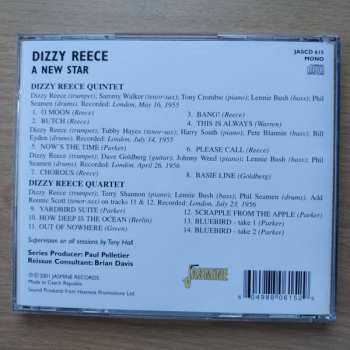 DIZZY REECE
A NEW STAR
JASCD 615
MONO
DIZZY REECE QUINTET
Dizzy Reece (trumpet); Sammy Walker (tenor-sax); Tony Crombie (piano); Lennie Bush (bass); Phil
Seamen (drums). Recorded: London, May 16, 1955
1. O MOON (Reece)
2. BUTCH (Reece)
3. BANG! (Reece)
4. THIS IS ALWAYS (Warren)
Dizzy Reece (trumpet); Tubby Hayes (tenor-sax); Harry South (piano); Pete Blannin (bass); Bill
Eyden (drums). Recorded: London, July 14, 1955
5. NOW'S THE TIME (Parker)
6. PLEASE CALL (Reece)
Dizzy Reece (trumpet); Dave Goldberg (guitar); Johnny Weed (piano); Lennie Bush (bass); Phil
Seamen (drums). Recorded: London, April 26, 1956
7. CHOROUS (Reece)
8. BASIE LINE (Goldberg)
DIZZY REECE QUARTET
Dizzy Reece (trumpet); Terry Shannon (piano); Lennie Bush (bass); Phil Seamen (drums). Add
Ronnie Scott (tenor-sax) on tracks 11 & 12. Recorded: London, July 23, 1956
9. YARDBIRD SUITE (Parker)
10. HOW DEEP IS THE OCEAN (Berlin)
11. OUT OF NOWHERE (Green)
12. SCRAPPLE FROM THE APPLE (Parker)
13. BLUEBIRD - take 1 (Parker)
14. BLUEBIRD - take 2 (Parker)
Supervision on all sessions by Tony Hall
Series Producer: Paul Pelletier
Reissue Consultant: Brian Davis
℗ © 2001 JASMINE RECORDS
Made in Czech Republic
Sound Produced from Hasmick Promotions Ltd
JASMINE
6 04988 06152 6